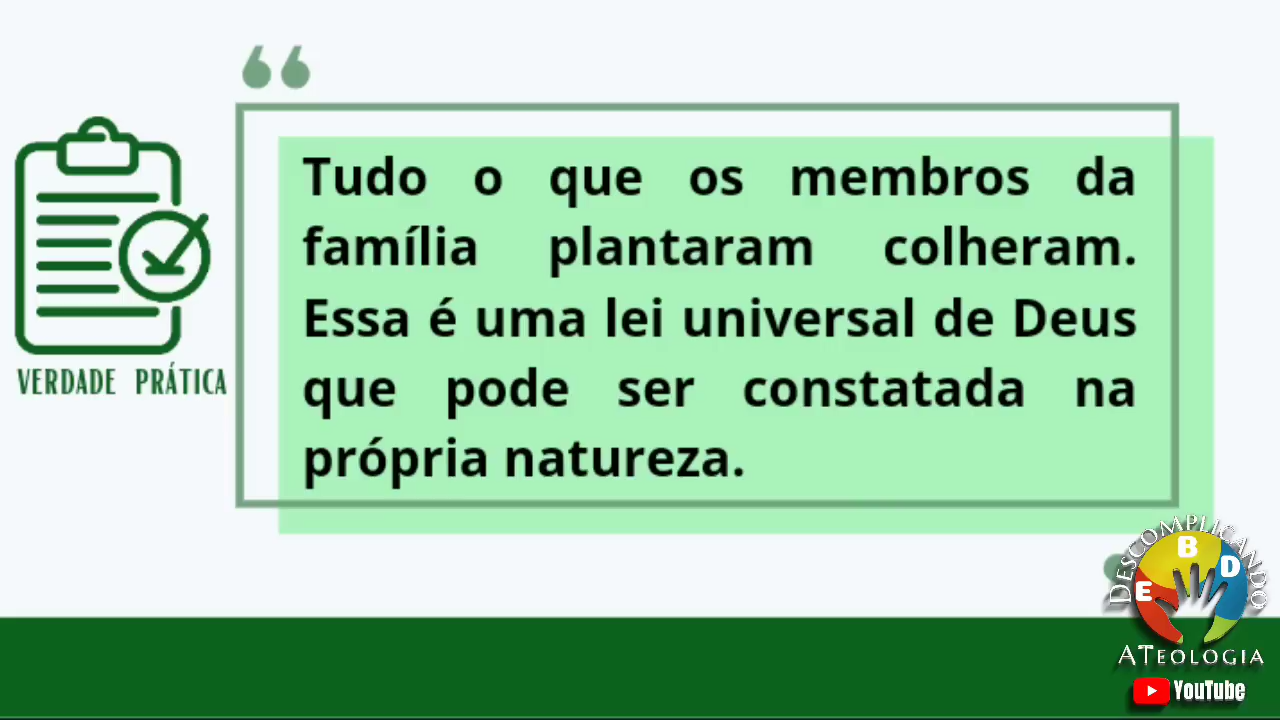 Tudo o que os membros da
família plantaram colheram.
Essa é uma lei universal de Deus
que pode ser constatada na
própria natureza.
VERDADE PRÁTICA
DESCOMPLICANDO
E B D
A TEOLOGIA
YouTube